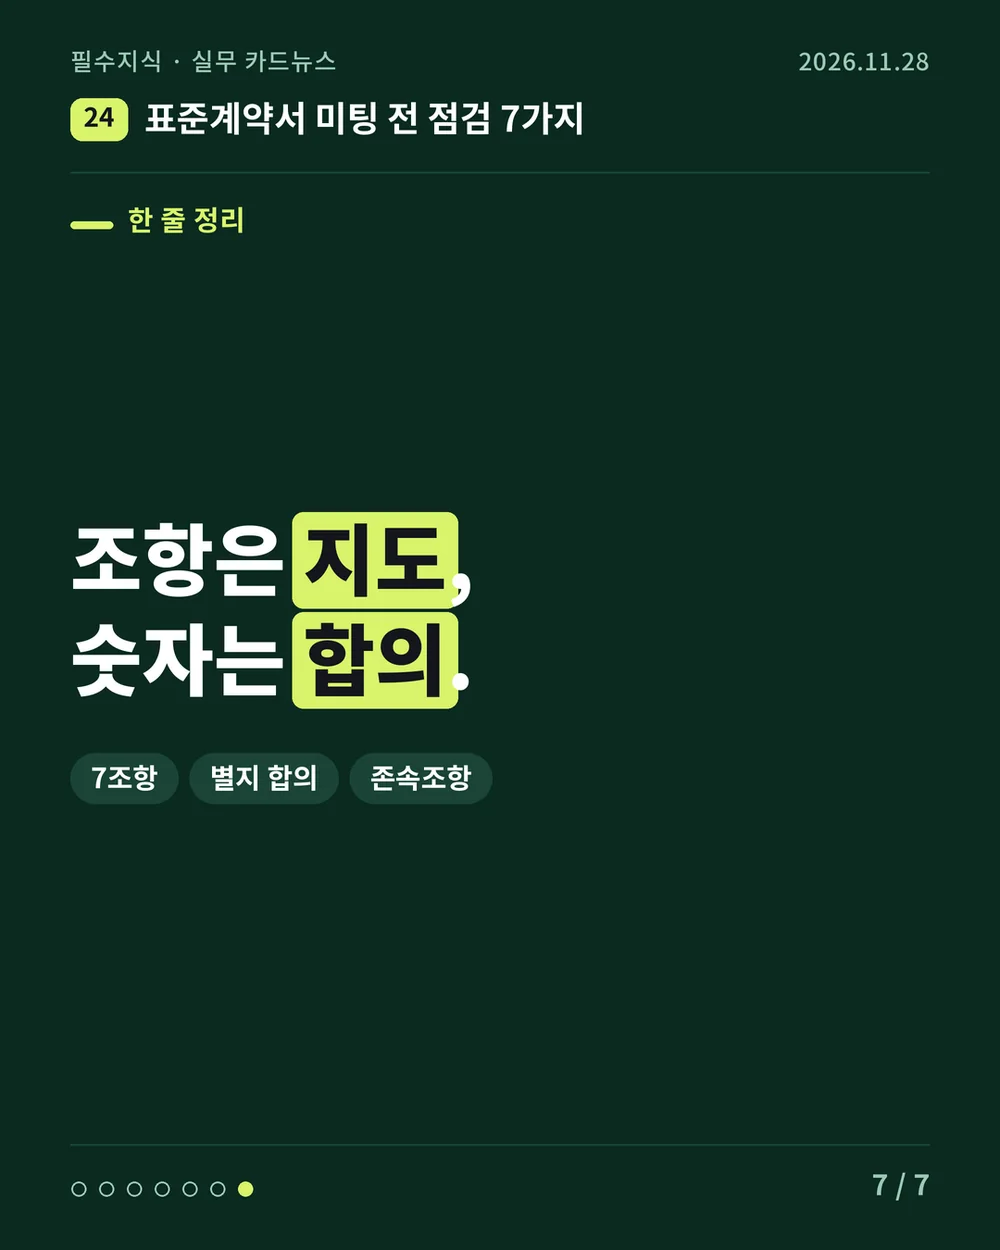 필수지식 · 실무 카드뉴스
2026.11.28
24 표준계약서 미팅 전 점검 7가지
한 줄 정리
조항은 지도,
숫자는 합의.
7조항 별지 합의 존속조항
7 / 7